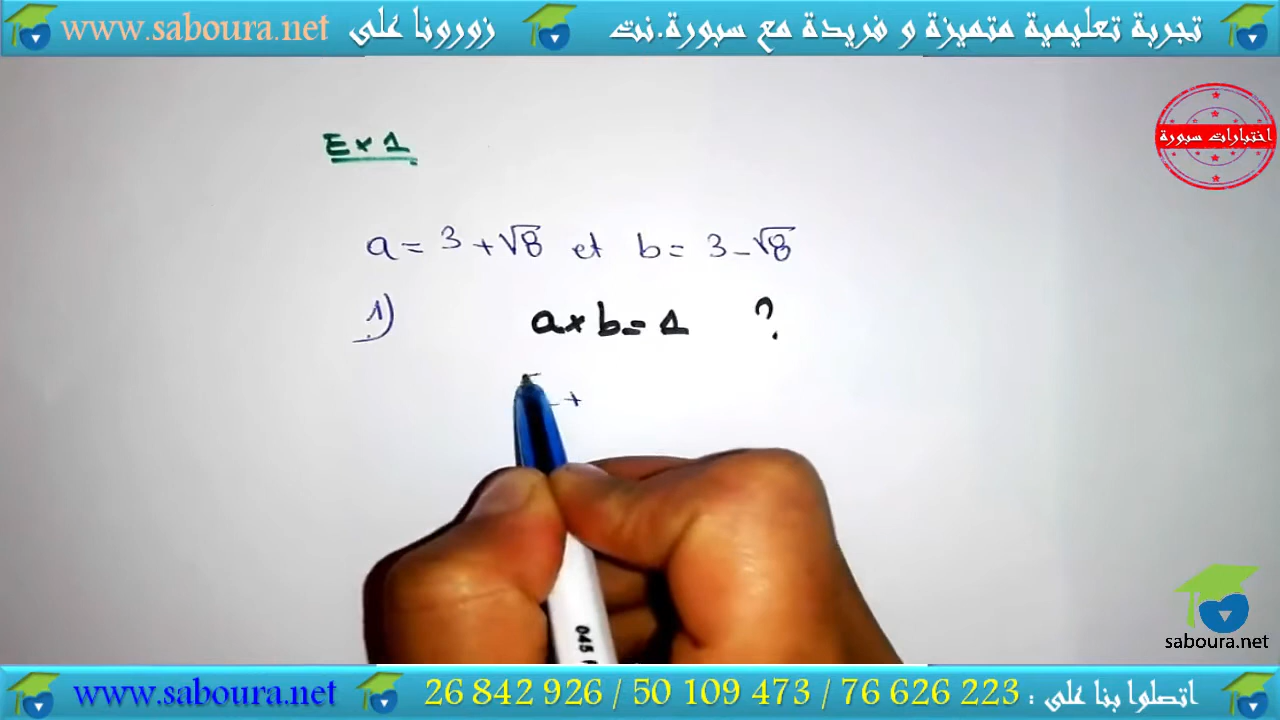 تجربة تعليمية متميزة و فريدة مع سبورة.نت زورونا على www.saboura.net
اختبارات سبورة
Ex 1
a = 3 + √8 et b = 3 - √8
1) a x b = 1 ?
+
045
saboura.net
اتصلوا بنا على : 26 842 926 / 50 109 473 / 76 626 223 www.saboura.net